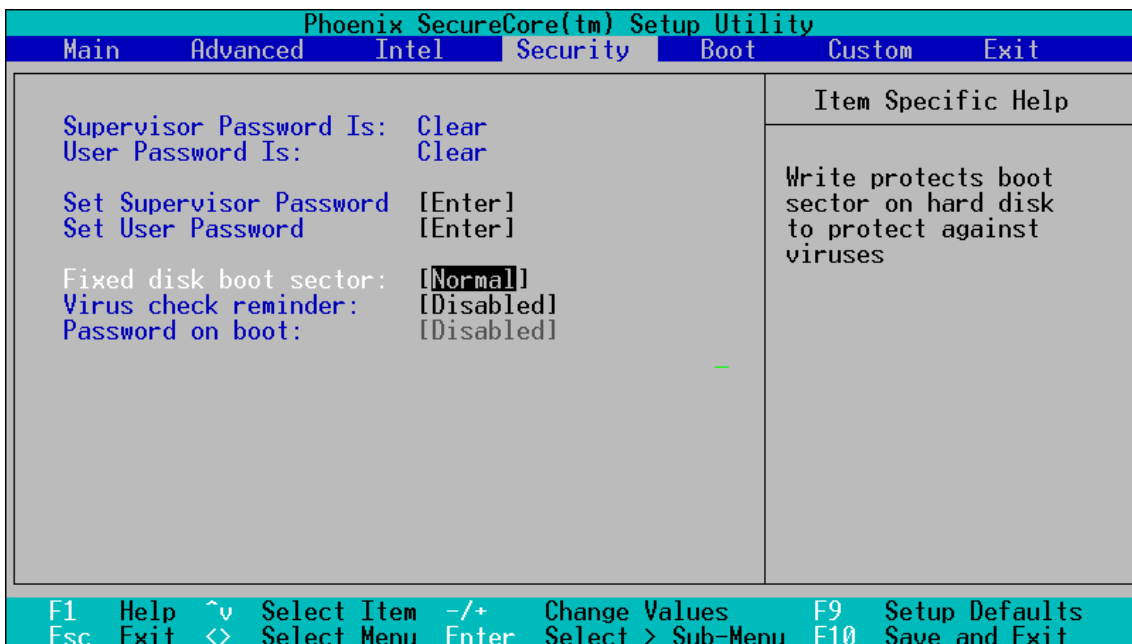 Phoenix SecureCore(tm) Setup Utility
Main Advanced Intel Security Boot Custom Exit
Item Specific Help
Supervisor Password Is: Clear
User Password Is: Clear
Set Supervisor Password [Enter]
Set User Password [Enter]
Fixed disk boot sector: [Normal]
Virus check reminder: [Disabled]
Password on boot: [Disabled]
Write protects boot
sector on hard disk
to protect against
viruses
F1 Help ^v Select Item -/+ Change Values F9 Setup Defaults
Esc Exit <> Select Menu Enter Select > Sub-Menu F10 Save and Exit